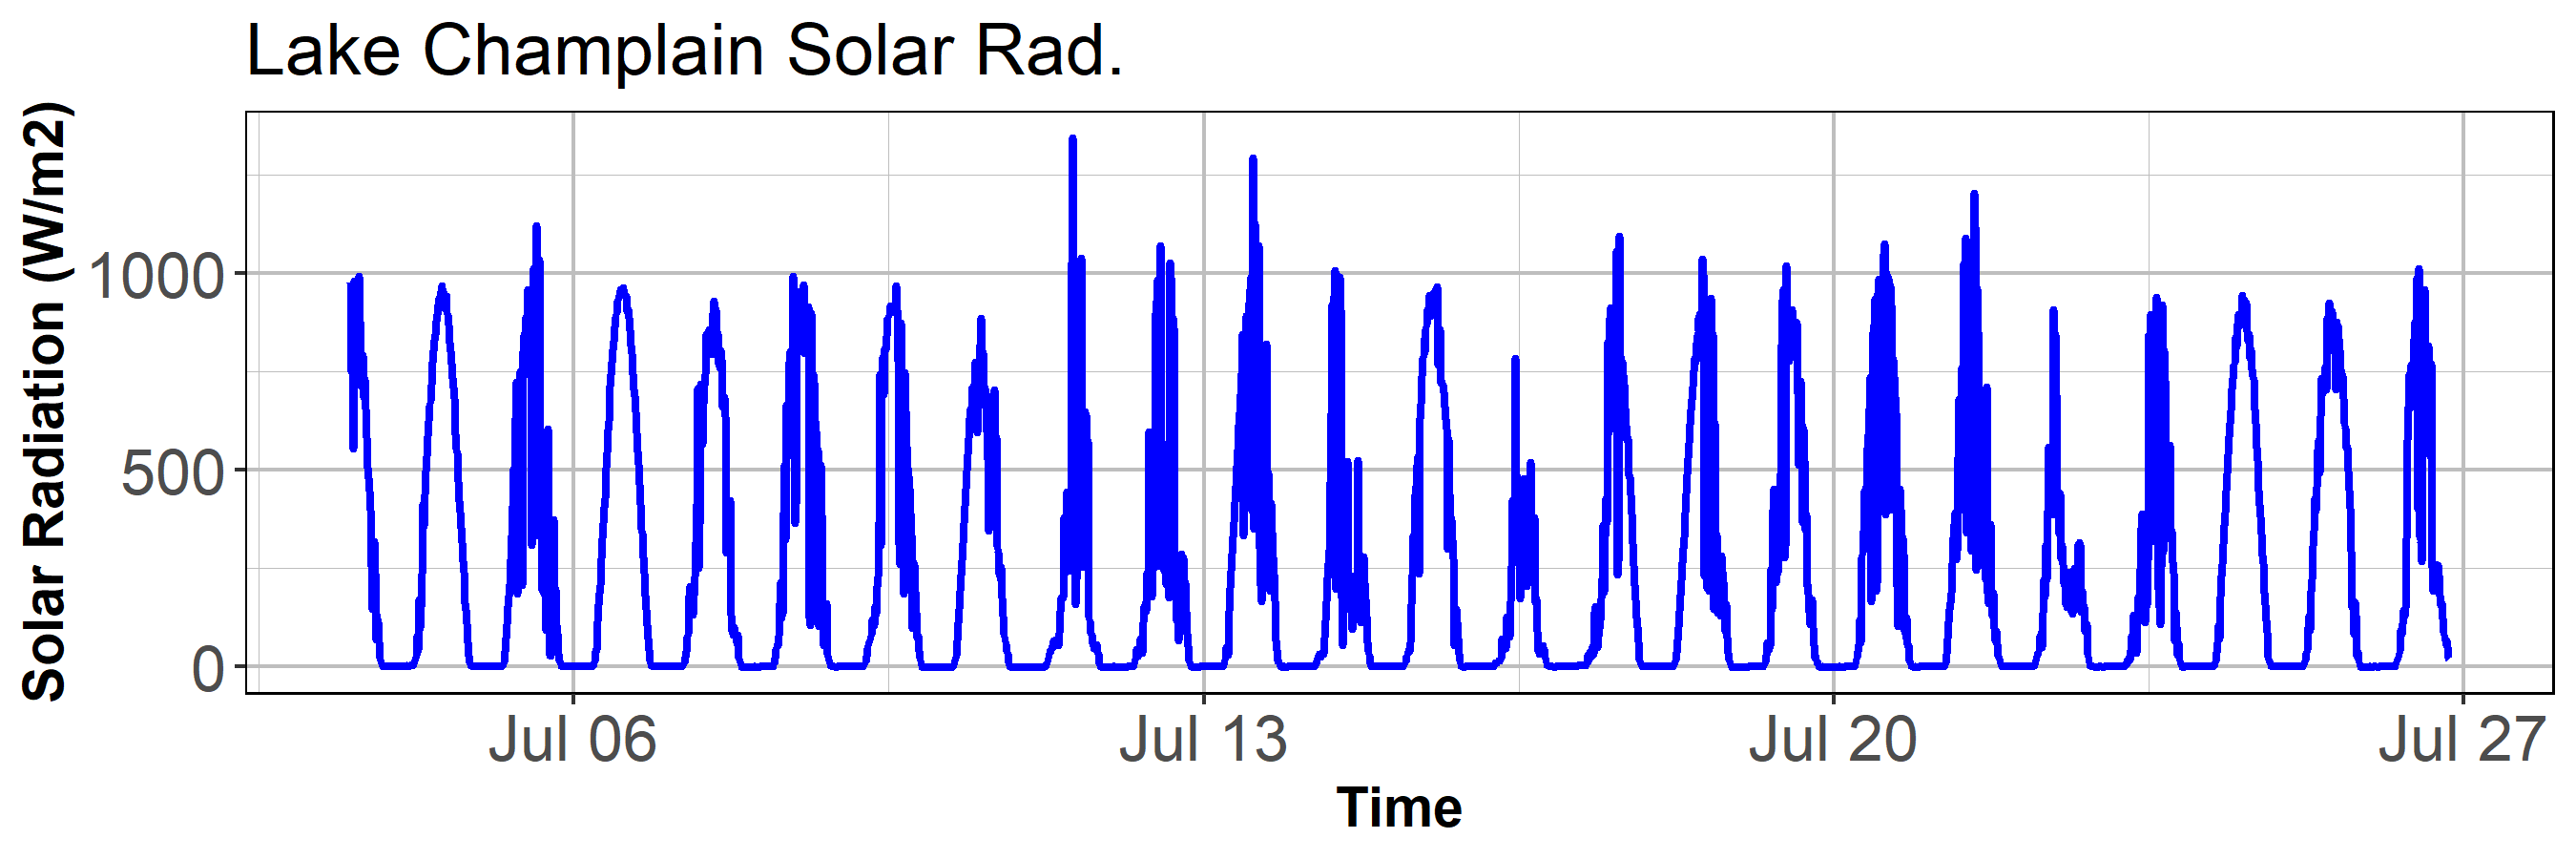 Lake Champlain Solar Rad.
Solar Radiation (W/m2)
1000
500
0
Jul 06
Jul 13
Jul 20
Jul 27
Time